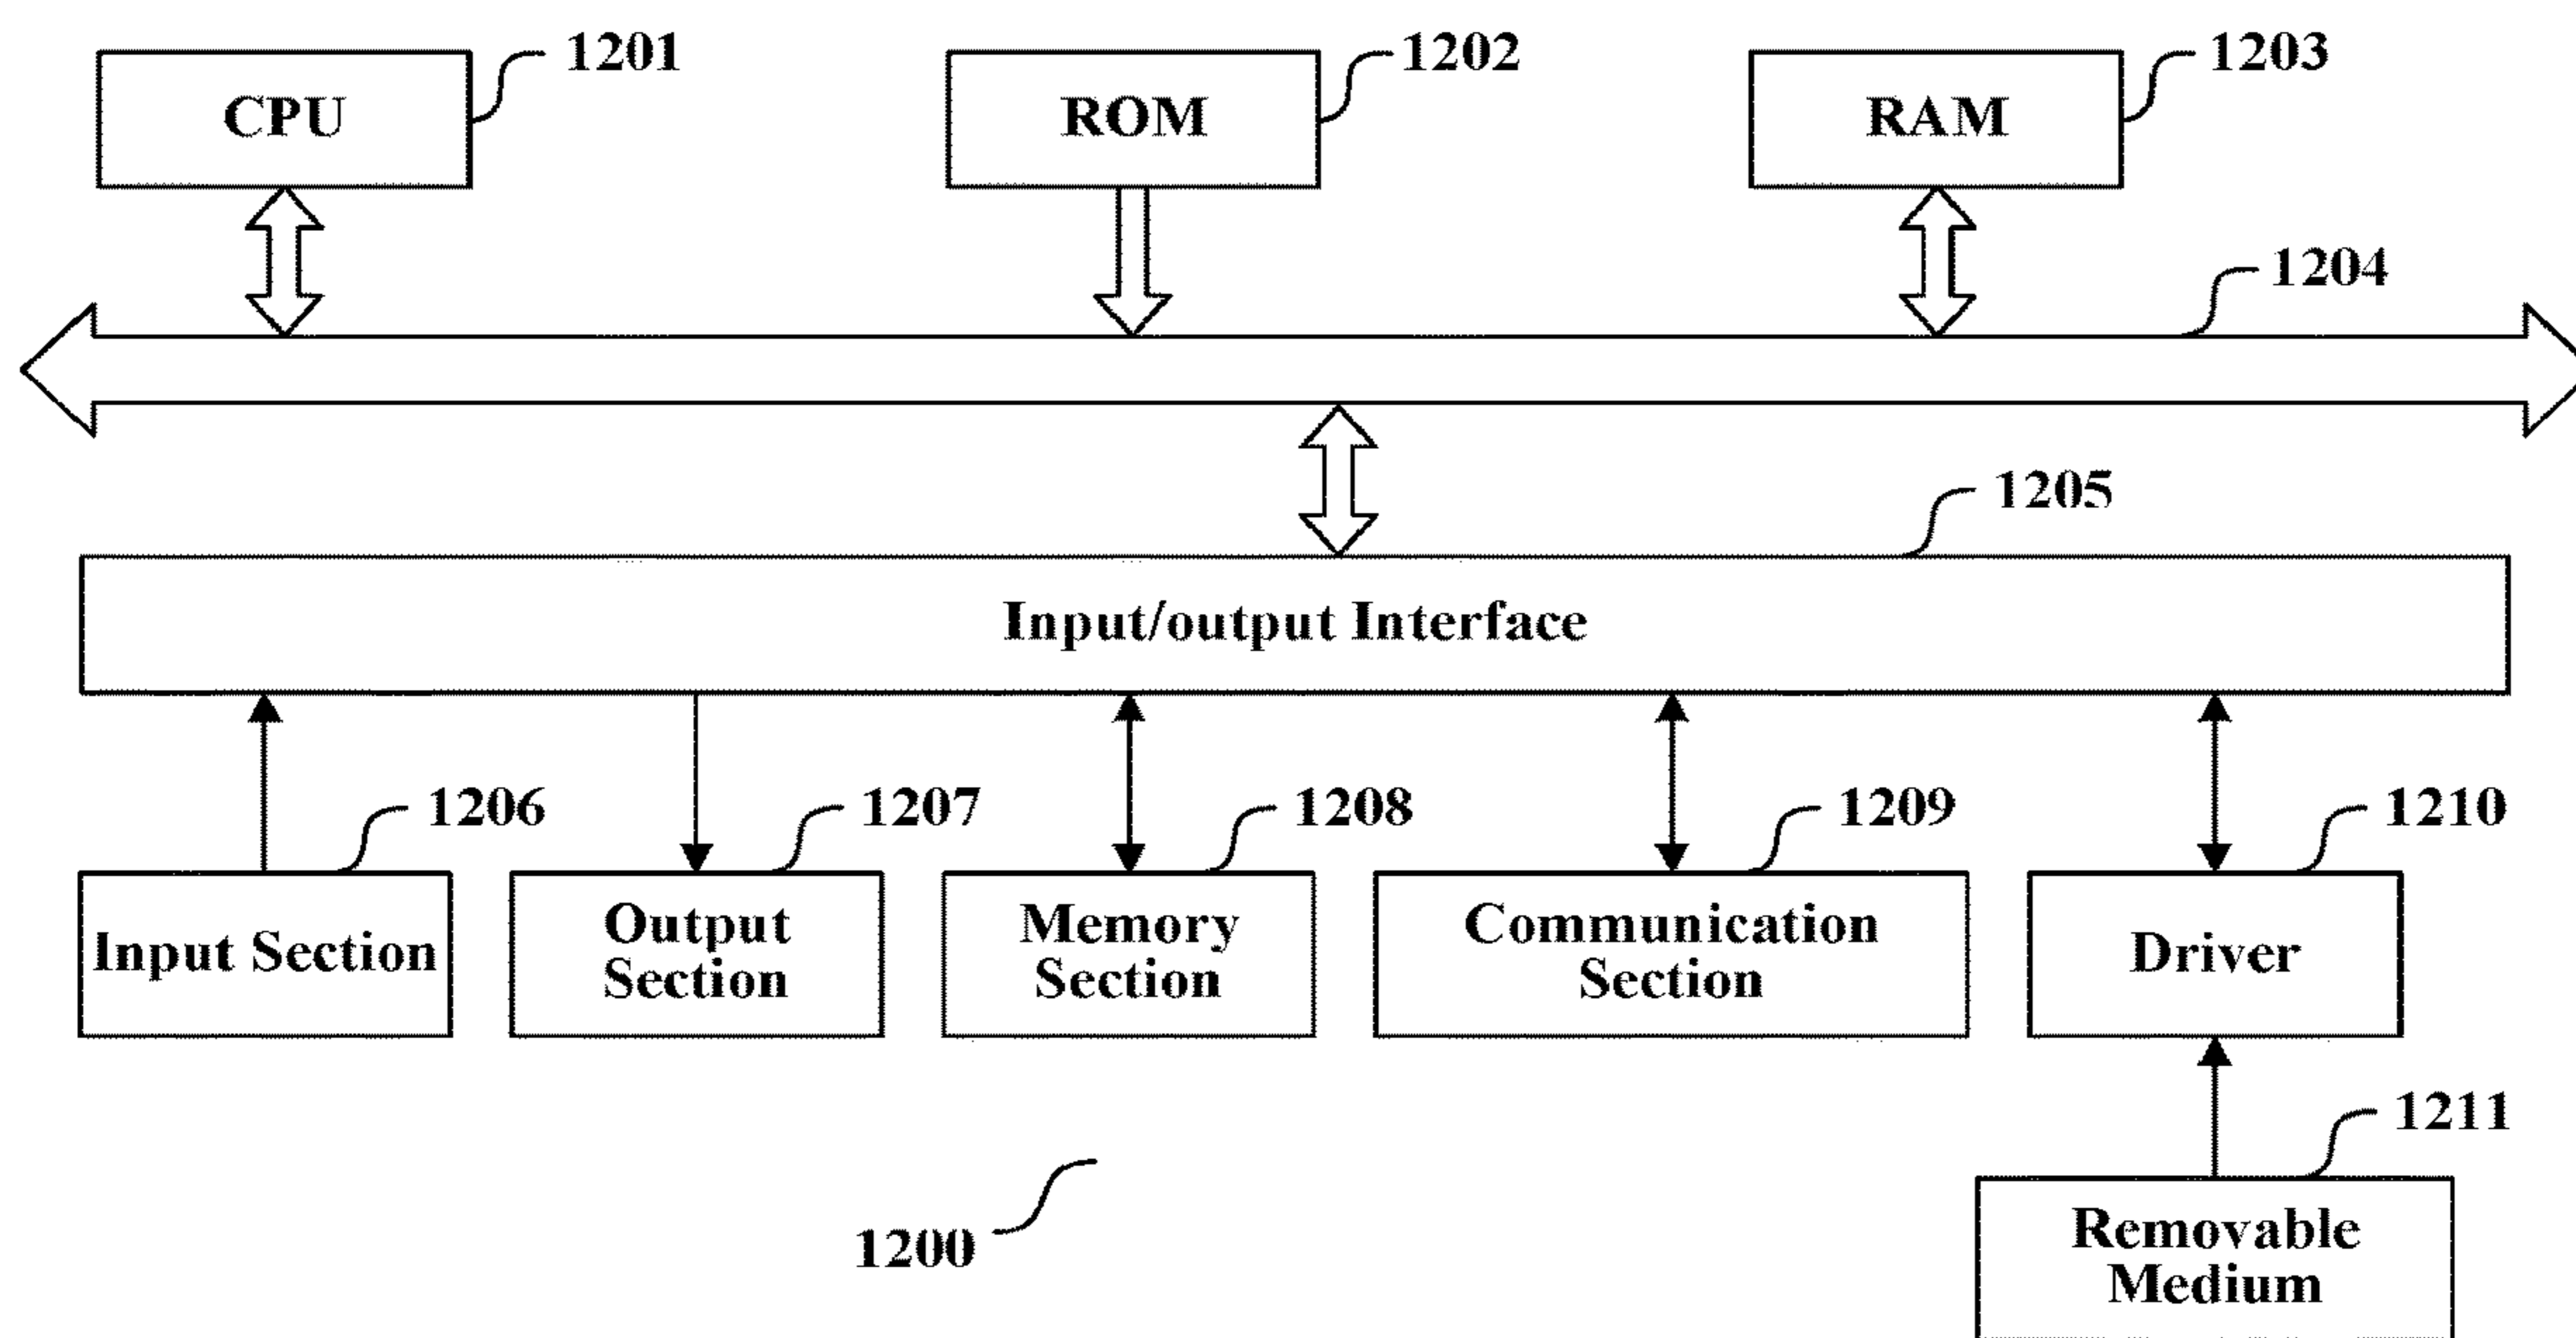 1201
CPU
1202
ROM
1203
RAM
1204
1205
Input/output Interface
1206
Input Section
1207
Output
Section
1208
Memory
Section
1209
Communication
Section
1210
Driver
1211
Removable
Medium
1200